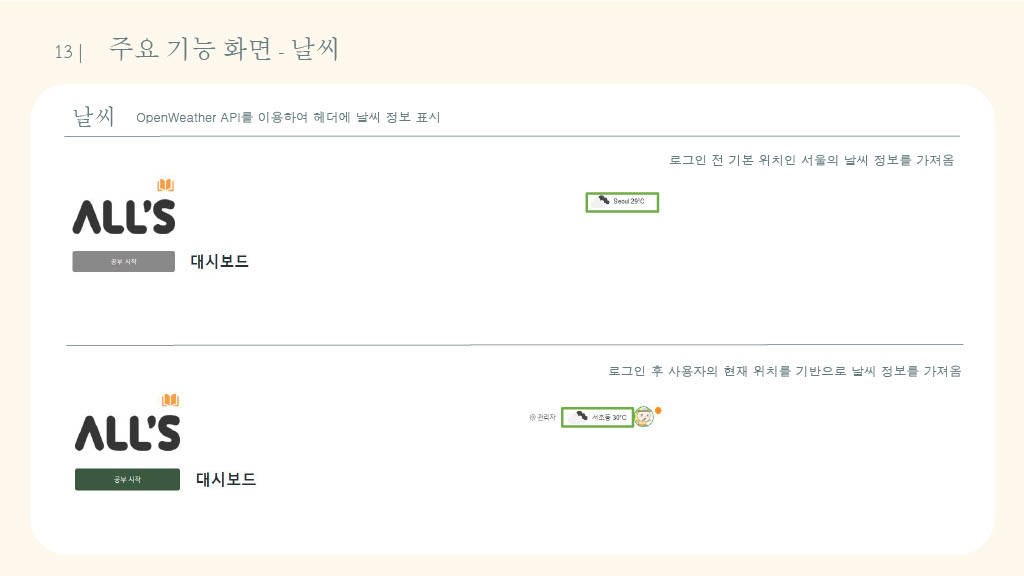 13 | 주요 기능 화면 - 날씨
날씨 OpenWeather API를 이용하여 헤더에 날씨 정보 표시
로그인 전 기본 위치인 서울의 날씨 정보를 가져옴
ALL'S
Seoul 29°C
공부 시작 대시보드
로그인 후 사용자의 현재 위치를 기반으로 날씨 정보를 가져옴
ALL'S
관리자 서초동 30°C
공부 시작 대시보드